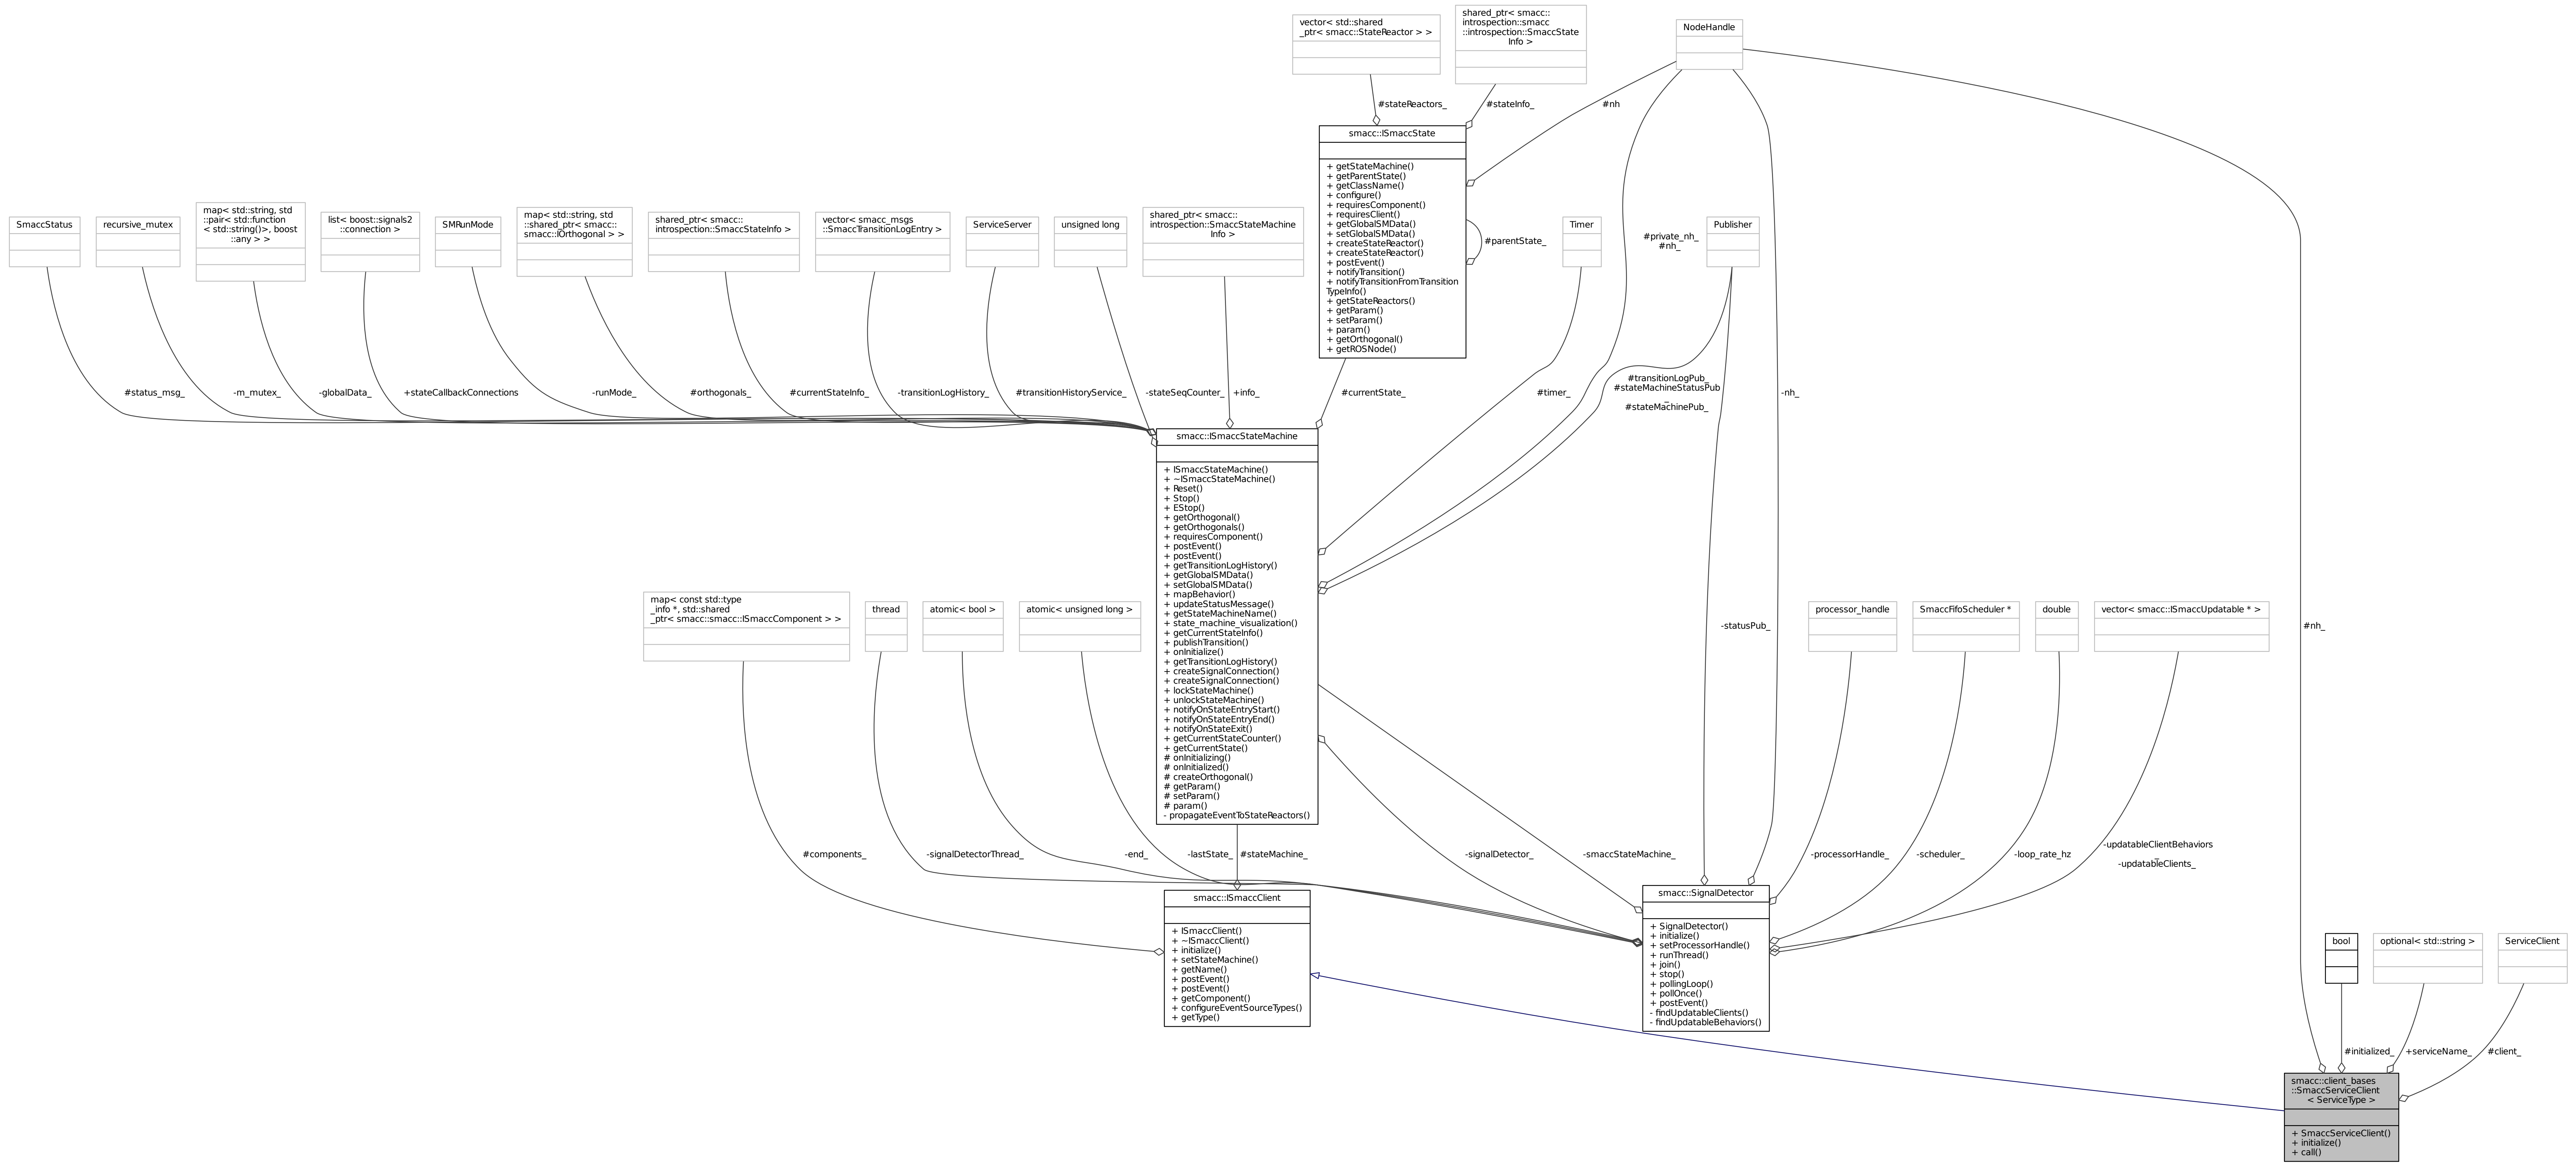 vector< std::shared
_ptr< smacc::StateReactor > >
shared_ptr< smacc::
introspection::smacc
::introspection::SmaccState
Info >
NodeHandle
#stateReactors_
#stateInfo_
#nh
smacc::ISmaccState
+ getStateMachine()
+ getParentState()
+ getClassName()
+ configure()
+ requiresComponent()
+ requiresClient()
+ getGlobalSMData()
+ setGlobalSMData()
+ createStateReactor()
+ createStateReactor()
+ postEvent()
+ notifyTransition()
+ notifyTransitionFromTransition
TypeInfo()
+ getStateReactors()
+ getParam()
+ setParam()
+ param()
+ getOrthogonal()
+ getROSNode()
#parentState_
SmaccStatus
recursive_mutex
map< std::string, std
::pair< std::function
< std::string()>, boost
::any > >
list< boost::signals2
::connection >
SMRunMode
map< std::string, std
::shared_ptr< smacc::
smacc::IOrthogonal > >
shared_ptr< smacc::
introspection::SmaccStateInfo >
vector< smacc_msgs
::SmaccTransitionLogEntry >
ServiceServer
unsigned long
shared_ptr< smacc::
introspection::SmaccStateMachine
Info >
Timer
#private_nh_
#nh_
Publisher
#status_msg_
-m_mutex_
-globalData_
+stateCallbackConnections
-runMode_
#orthogonals_
#currentStateInfo_
-transitionLogHistory_
#transitionHistoryService_
-stateSeqCounter_
+info_
#currentState_
#timer_
#transitionLogPub_
#stateMachineStatusPub
_
#stateMachinePub_
-nh_
smacc::ISmaccStateMachine
+ ISmaccStateMachine()
+ ~ISmaccStateMachine()
+ Reset()
+ Stop()
+ EStop()
+ getOrthogonal()
+ getOrthogonals()
+ requiresComponent()
+ postEvent()
+ postEvent()
+ getTransitionLogHistory()
+ getGlobalSMData()
+ setGlobalSMData()
+ mapBehavior()
+ updateStatusMessage()
+ getStateMachineName()
+ state_machine_visualization()
+ getCurrentStateInfo()
+ publishTransition()
+ onInitialize()
+ getTransitionLogHistory()
+ createSignalConnection()
+ createSignalConnection()
+ lockStateMachine()
+ unlockStateMachine()
+ notifyOnStateEntryStart()
+ notifyOnStateEntryEnd()
+ notifyOnStateExit()
+ getCurrentStateCounter()
+ getCurrentState()
# onInitializing()
# onInitialized()
# createOrthogonal()
# getParam()
# setParam()
# param()
- propagateEventToStateReactors()
map< const std::type
_info *, std::shared
_ptr< smacc::smacc::ISmaccComponent > >
thread
atomic< bool >
atomic< unsigned long >
-statusPub_
processor_handle
SmaccFifoScheduler *
double
vector< smacc::ISmaccUpdatable * >
#nh_
#components_
-signalDetectorThread_
-end_
-lastState_
#stateMachine_
-signalDetector_
-smaccStateMachine_
-processorHandle_
-scheduler_
-loop_rate_hz
-updatableClientBehaviors
_
-updatableClients_
smacc::ISmaccClient
+ ISmaccClient()
+ ~ISmaccClient()
+ initialize()
+ setStateMachine()
+ getName()
+ postEvent()
+ postEvent()
+ getComponent()
+ configureEventSourceTypes()
+ getType()
smacc::SignalDetector
+ SignalDetector()
+ initialize()
+ setProcessorHandle()
+ runThread()
+ join()
+ stop()
+ pollingLoop()
+ pollOnce()
+ postEvent()
- findUpdatableClients()
- findUpdatableBehaviors()
bool
optional< std::string >
ServiceClient
#initialized_
+serviceName_
#client_
smacc::client_bases
::SmaccServiceClient
< ServiceType >
+ SmaccServiceClient()
+ initialize()
+ call()